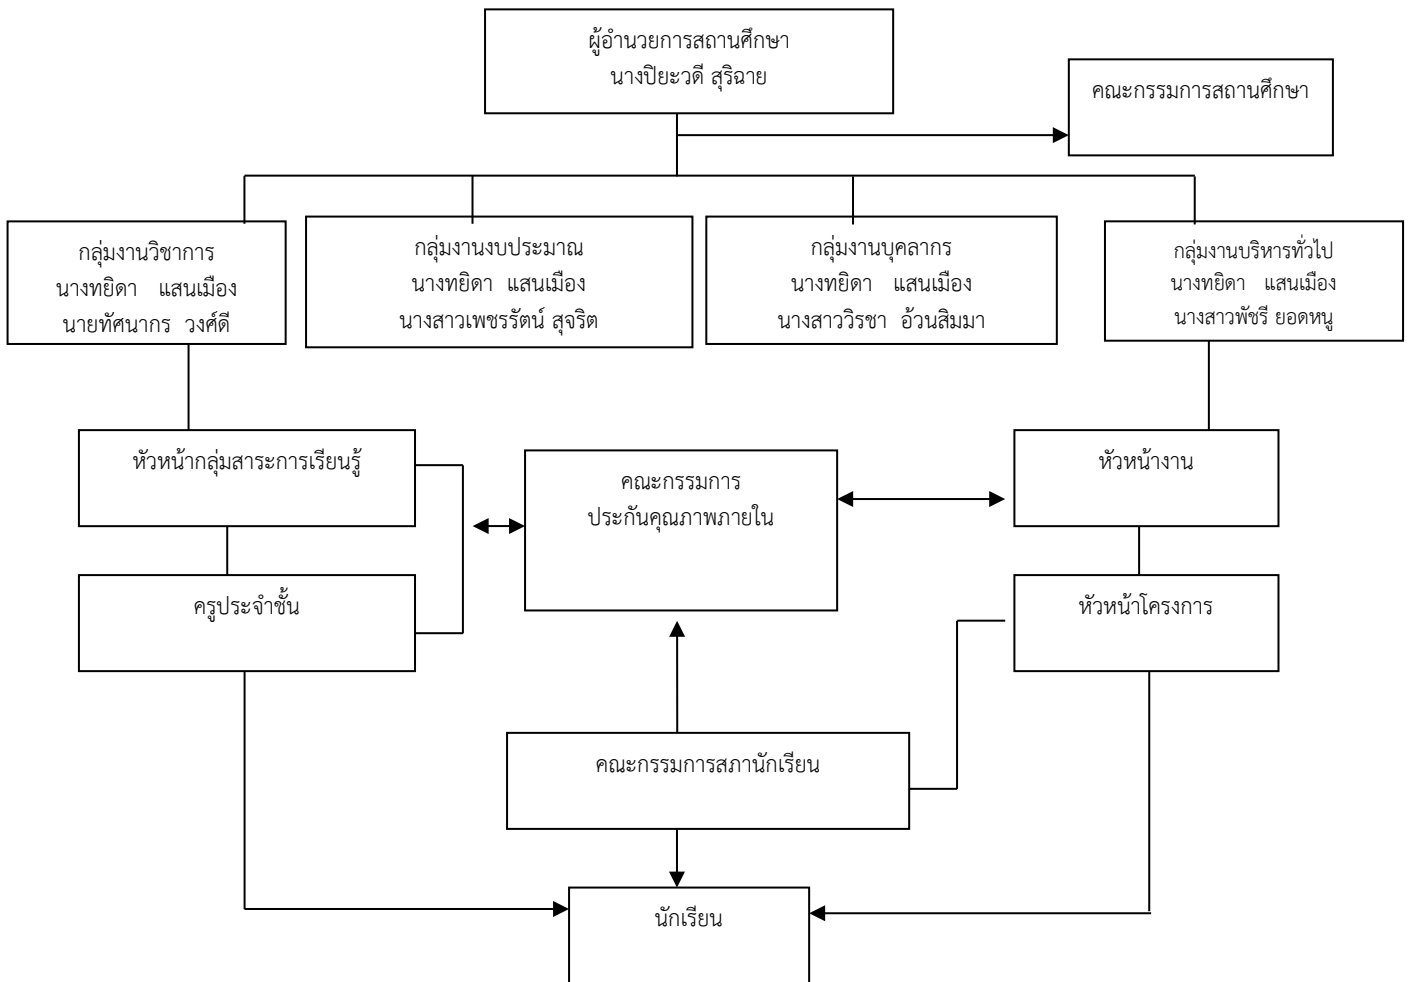 ผู้อำนวยการสถานศึกษา
นางปิยะวดี สุริฉาย
คณะกรรมการสถานศึกษา
กลุ่มงานวิชาการ
นางทยิดา แสนเมือง
นายทัศนากร วงศ์ดี
กลุ่มงานงบประมาณ
นางทยิดา แสนเมือง
นางสาวเพชรรัตน์ สุจริต
กลุ่มงานบุคลากร
นางทยิดา แสนเมือง
นางสาววิรชา อ้วนสิมมา
กลุ่มงานบริหารทั่วไป
นางทยิดา แสนเมือง
นางสาวพัชรี ยอดหนู
หัวหน้ากลุ่มสาระการเรียนรู้
คณะกรรมการ
ประกันคุณภาพภายใน
หัวหน้างาน
ครูประจำชั้น
หัวหน้าโครงการ
คณะกรรมการสภานักเรียน
นักเรียน